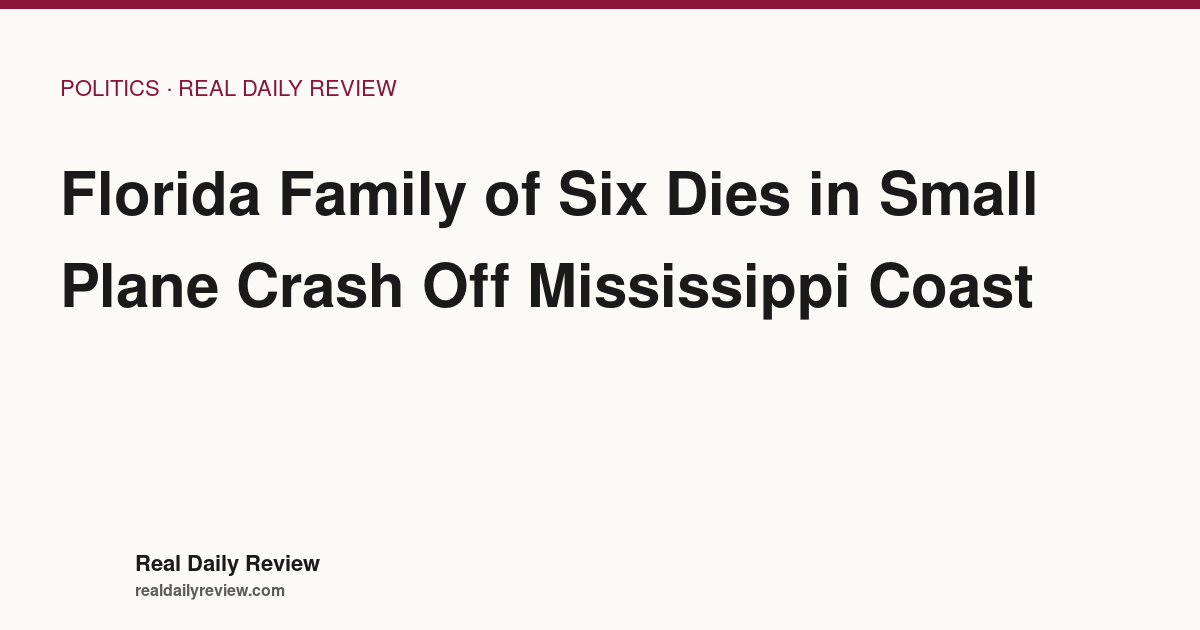 POLITICS · REAL DAILY REVIEW
Florida Family of Six Dies in Small
Plane Crash Off Mississippi Coast
Real Daily Review
realdailyreview.com